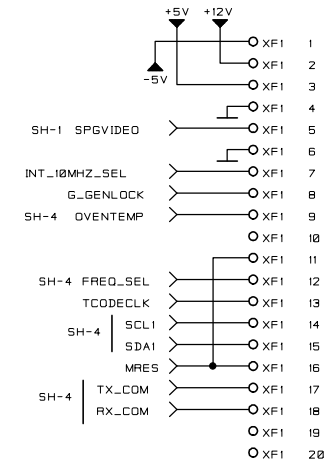 +5V +12V
XF1 1
XF1 2
-5V XF1 3
XF1 4
SH-1 SPGVIDEO XF1 5
XF1 6
INT_10MHZ_SEL XF1 7
G_GENLOCK XF1 8
SH-4 OVENTEMP XF1 9
XF1 10
XF1 11
SH-4 FREQ_SEL XF1 12
TCODECLK XF1 13
SH-4 SCL1 XF1 14
SDA1 XF1 15
MRES XF1 16
SH-4 TX_COM XF1 17
RX_COM XF1 18
XF1 19
XF1 20